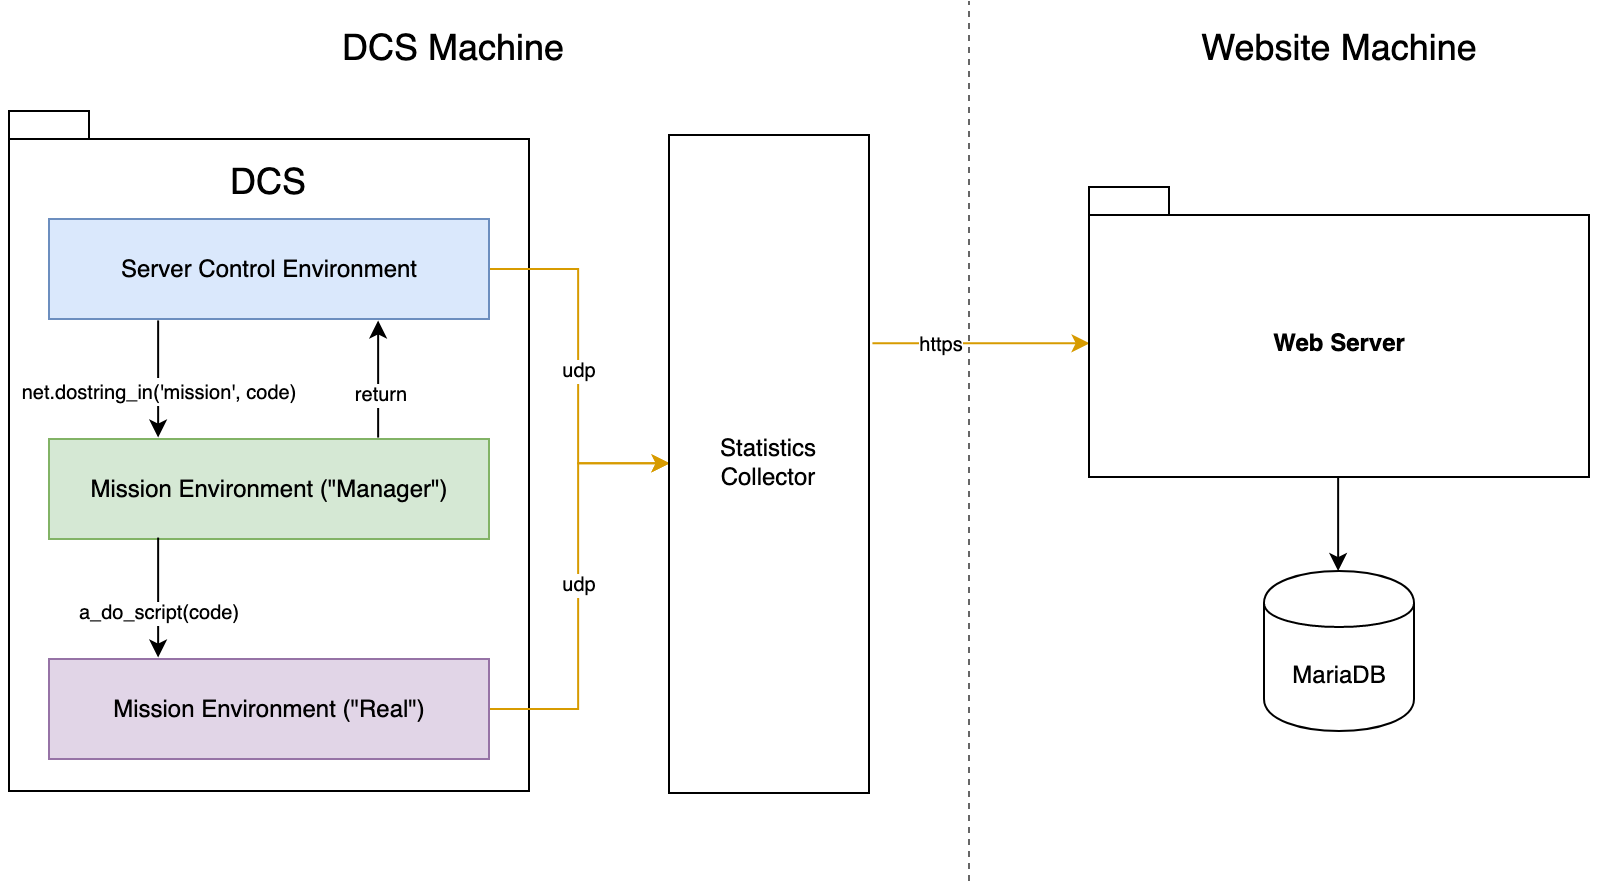 DCS Machine
Website Machine
DCS
Server Control Environment
net.dostring_in('mission', code)
return
Mission Environment ("Manager")
a_do_script(code)
Mission Environment ("Real")
udp
udp
Statistics
Collector
https
Web Server
MariaDB